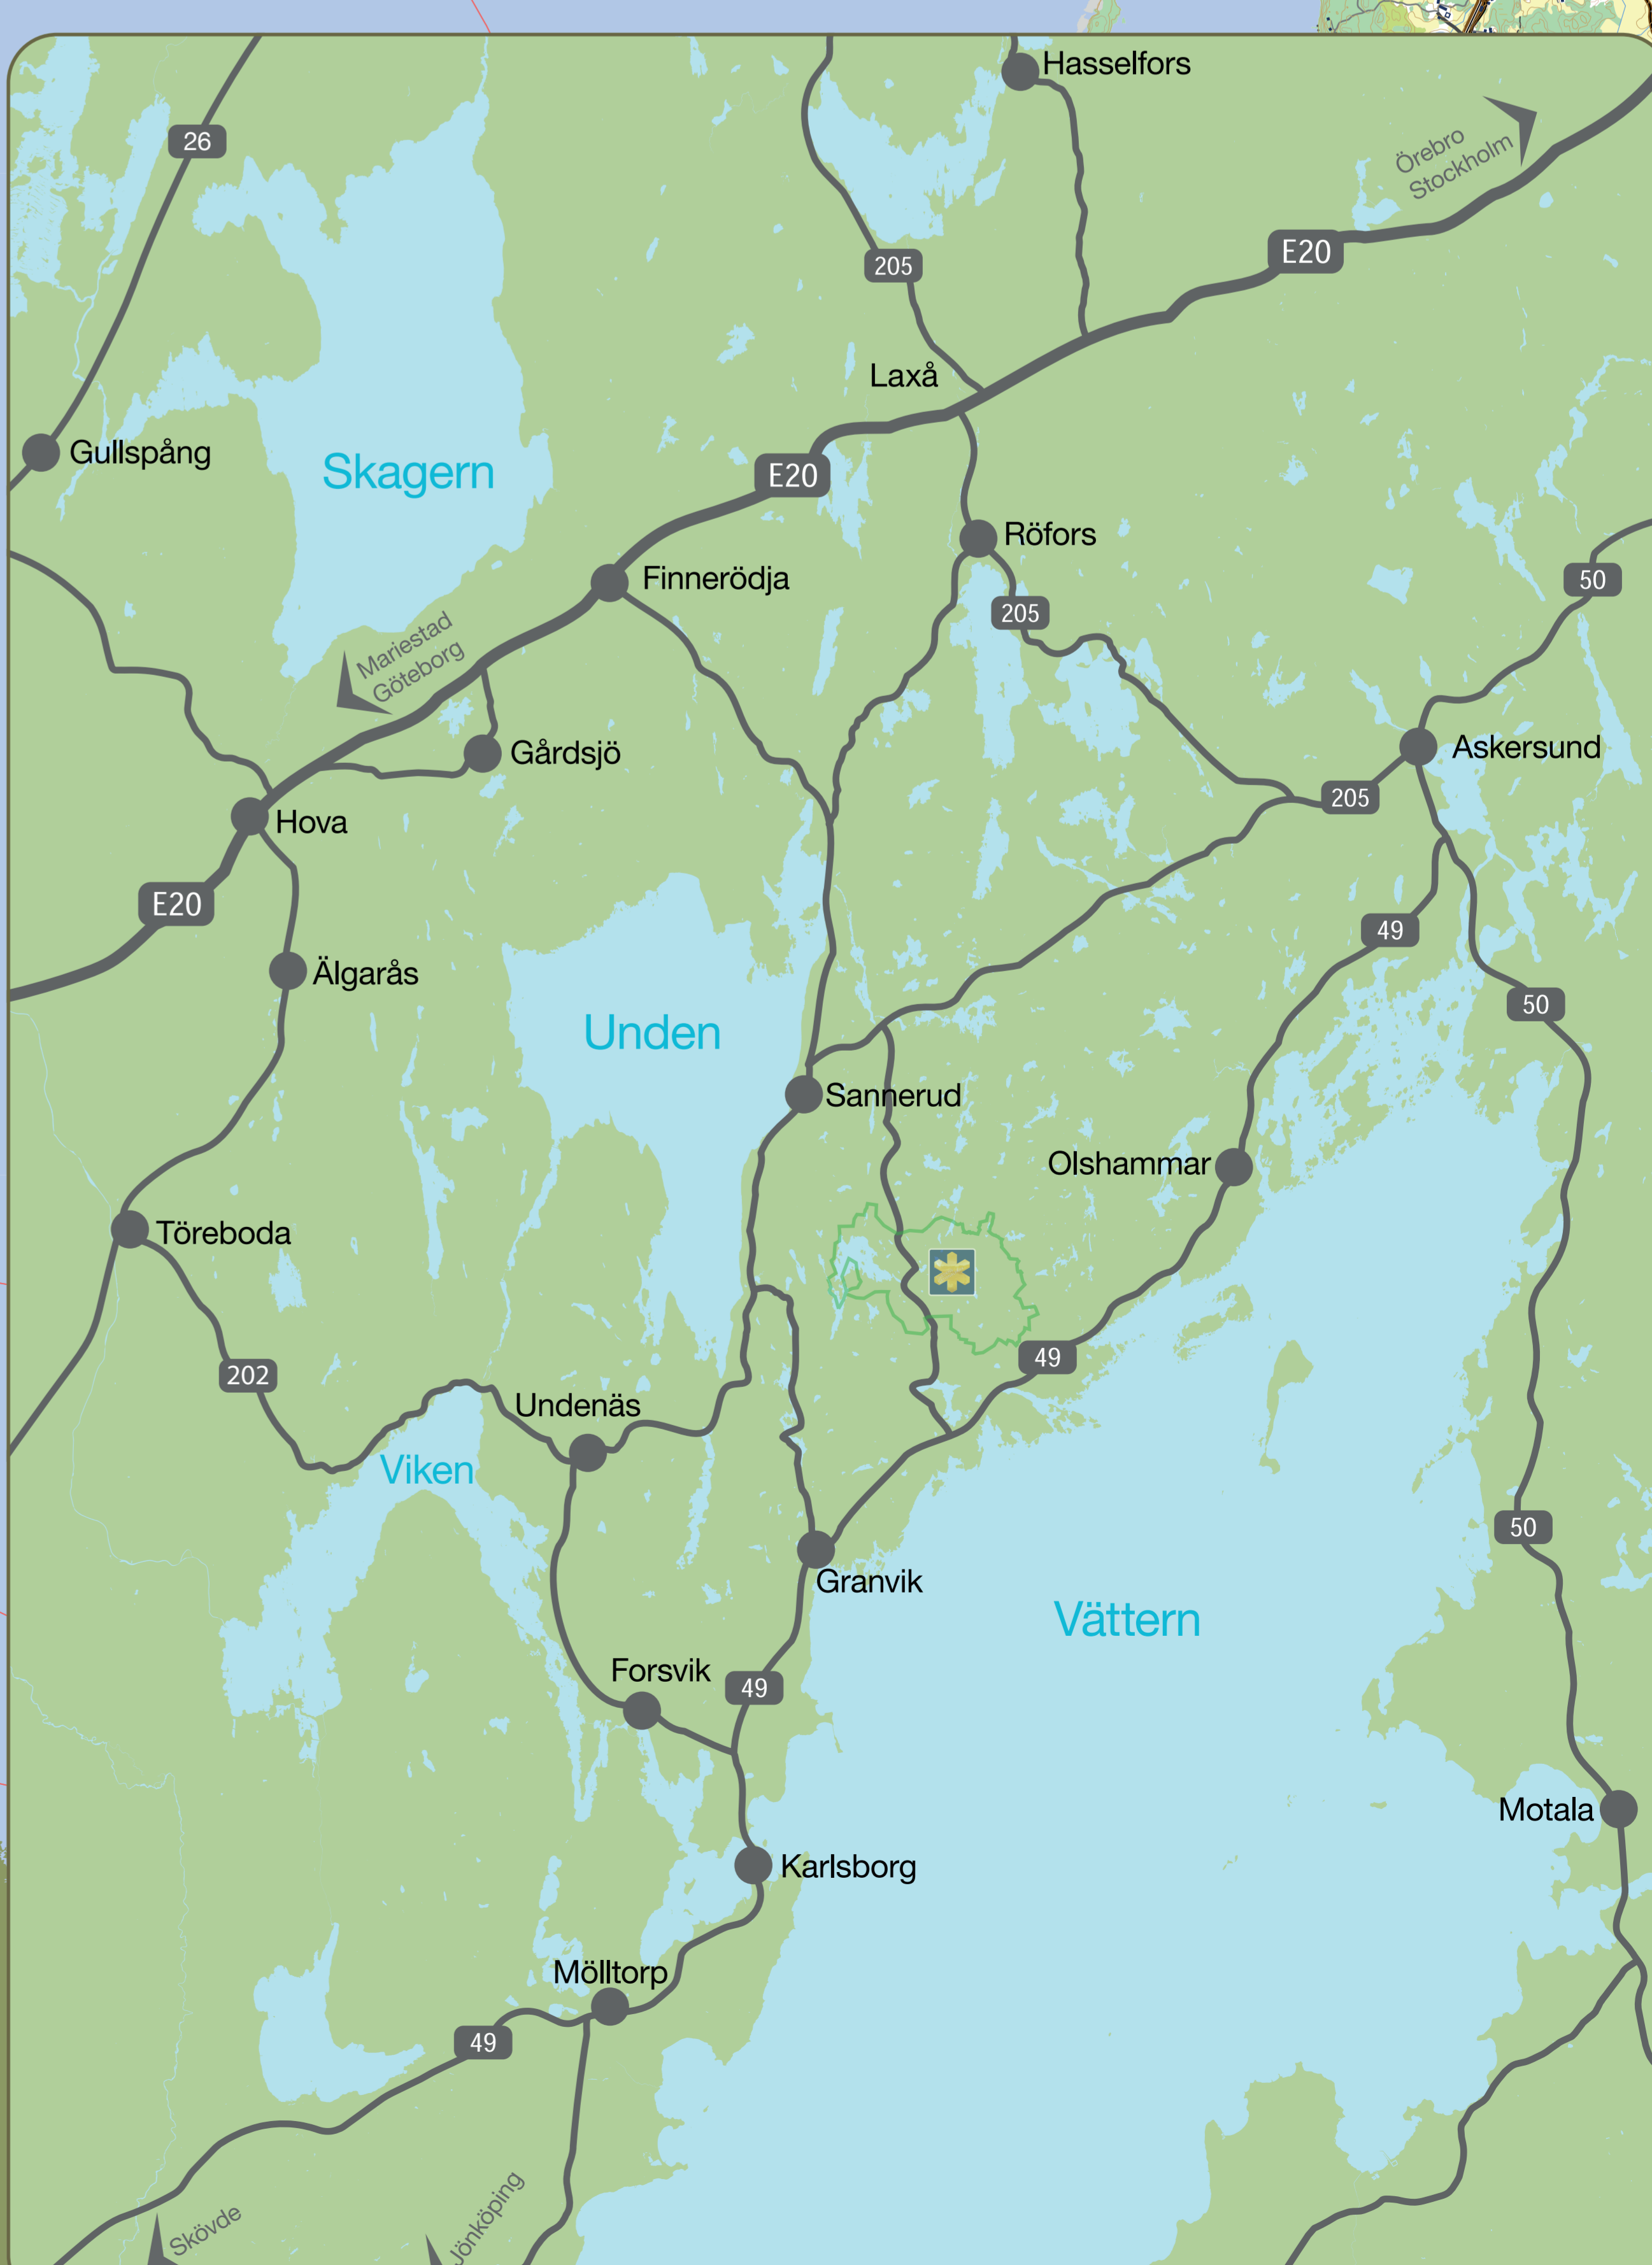 Hasselfors
26
Örebro
Stockholm
E20
205
Laxå
Gullspång
Skagern
E20
Röfors
Finnerödja
50
205
Mariestad
Göteborg
Askersund
Gårdsjö
205
Hova
E20
49
Älgarås
50
Unden
Sannerud
Olshammar
Töreboda
49
202
Undenäs
Viken
50
Granvik
Vättern
Forsvik
49
Motala
Karlsborg
Mölltorp
49
Skövde
Jönköping